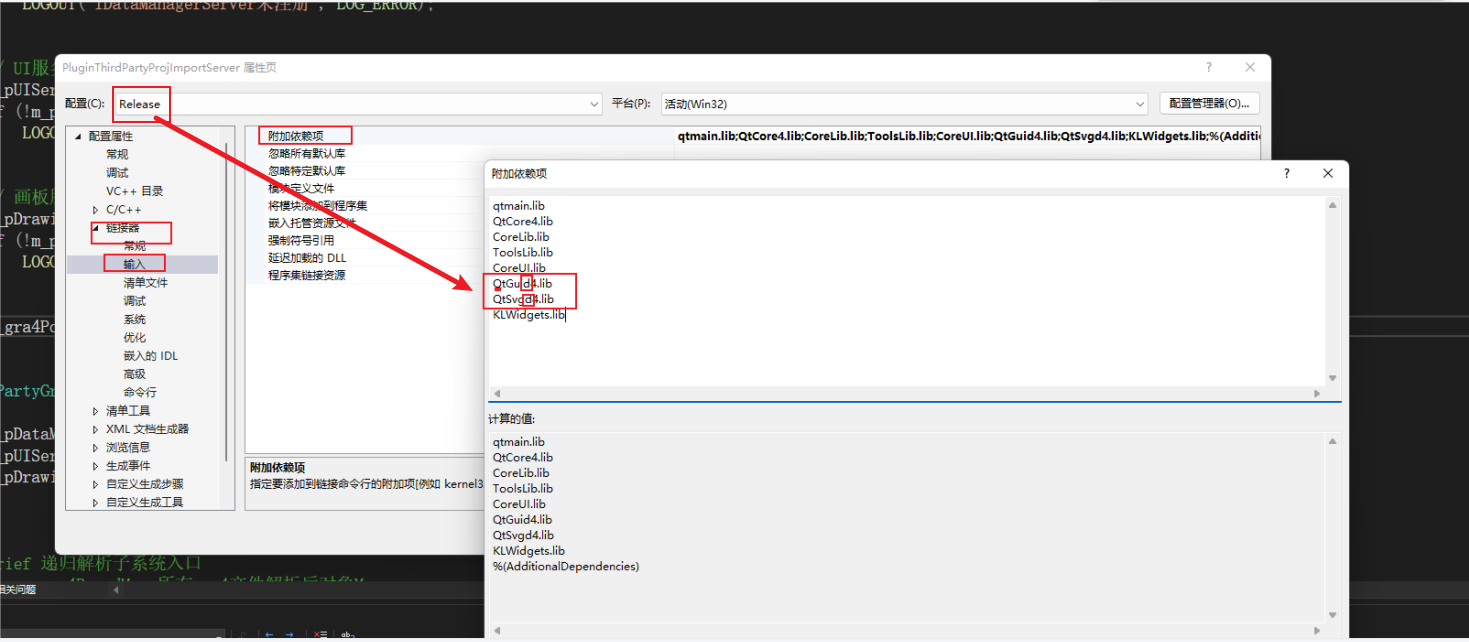 LOGOUT("IDataManagerServer未注册", LOG_ERROR);
/ UI服务
PluginThirdPartyProjImportServer 属性页
? ×
_pUISer
配置(C): Release 平台(P): 活动(Win32) 配置管理器(O)...
f (!m_p
LOGO
配置属性
常规
调试
VC++ 目录
C/C++
链接器
常规
输入
清单文件
调试
系统
优化
嵌入的 IDL
高级
命令行
清单工具
XML 文档生成器
浏览信息
生成事件
自定义生成步骤
自定义生成工具
附加依赖项 qtmain.lib;QtCore4.lib;CoreLib.lib;ToolsLib.lib;CoreUI.lib;QtGuid4.lib;QtSvgd4.lib;KLWidgets.lib;%(Additi
忽略所有默认库
忽略特定默认库
模块定义文件
将模块添加到程序集
嵌入托管资源文件
强制符号引用
延迟加载的 DLL
程序集链接资源
附加依赖项
指定要添加到链接命令行的附加项[例如 kernel3
附加依赖项 ? ×
qtmain.lib
QtCore4.lib
CoreLib.lib
ToolsLib.lib
CoreUI.lib
QtGuid4.lib
QtSvgd4.lib
KLWidgets.lib
计算的值:
qtmain.lib
QtCore4.lib
CoreLib.lib
ToolsLib.lib
CoreUI.lib
QtGuid4.lib
QtSvgd4.lib
KLWidgets.lib
%(AdditionalDependencies)
/ 画板
_pDrawi
f (!m_p
LOGO
_gra4Po
PartyGr
_pDataM
_pUISer
_pDrawi
rief 递归解析子系统入口
相关问题